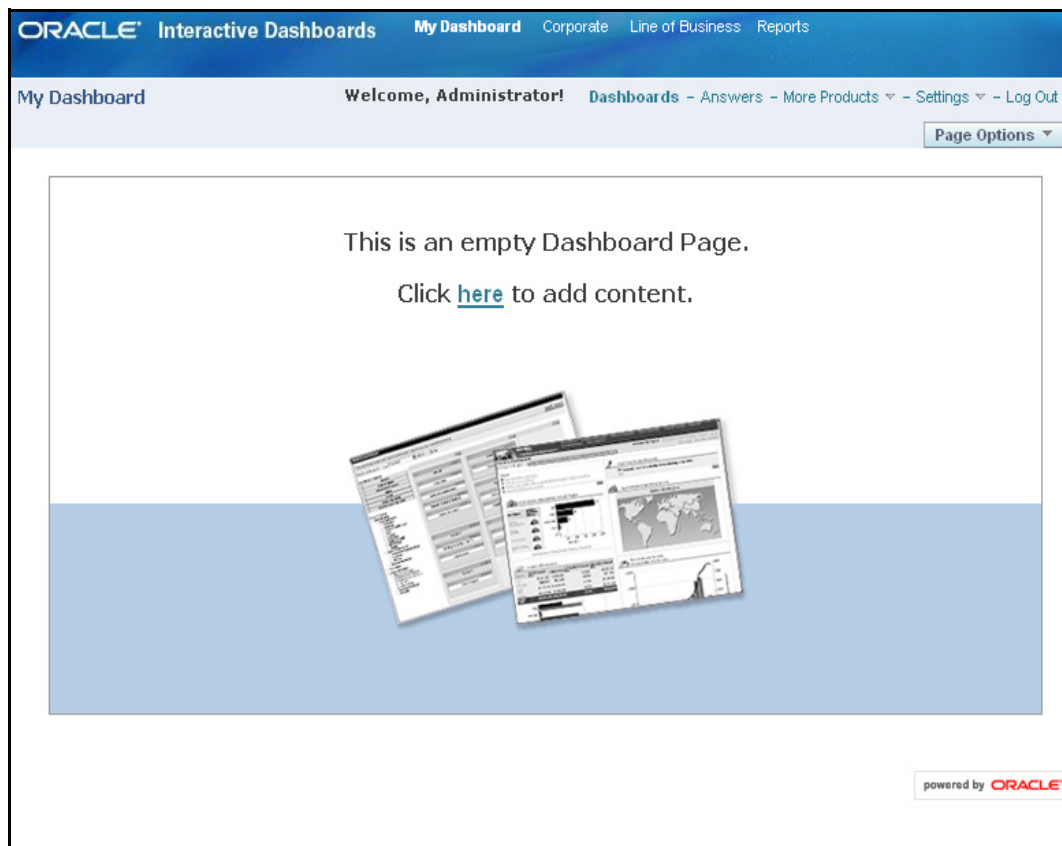 ORACLE Interactive Dashboards My Dashboard Corporate Line of Business Reports
My Dashboard Welcome, Administrator! Dashboards - Answers - More Products - Settings - Log Out
Page Options
This is an empty Dashboard Page.
Click here to add content.
powered by ORACLE